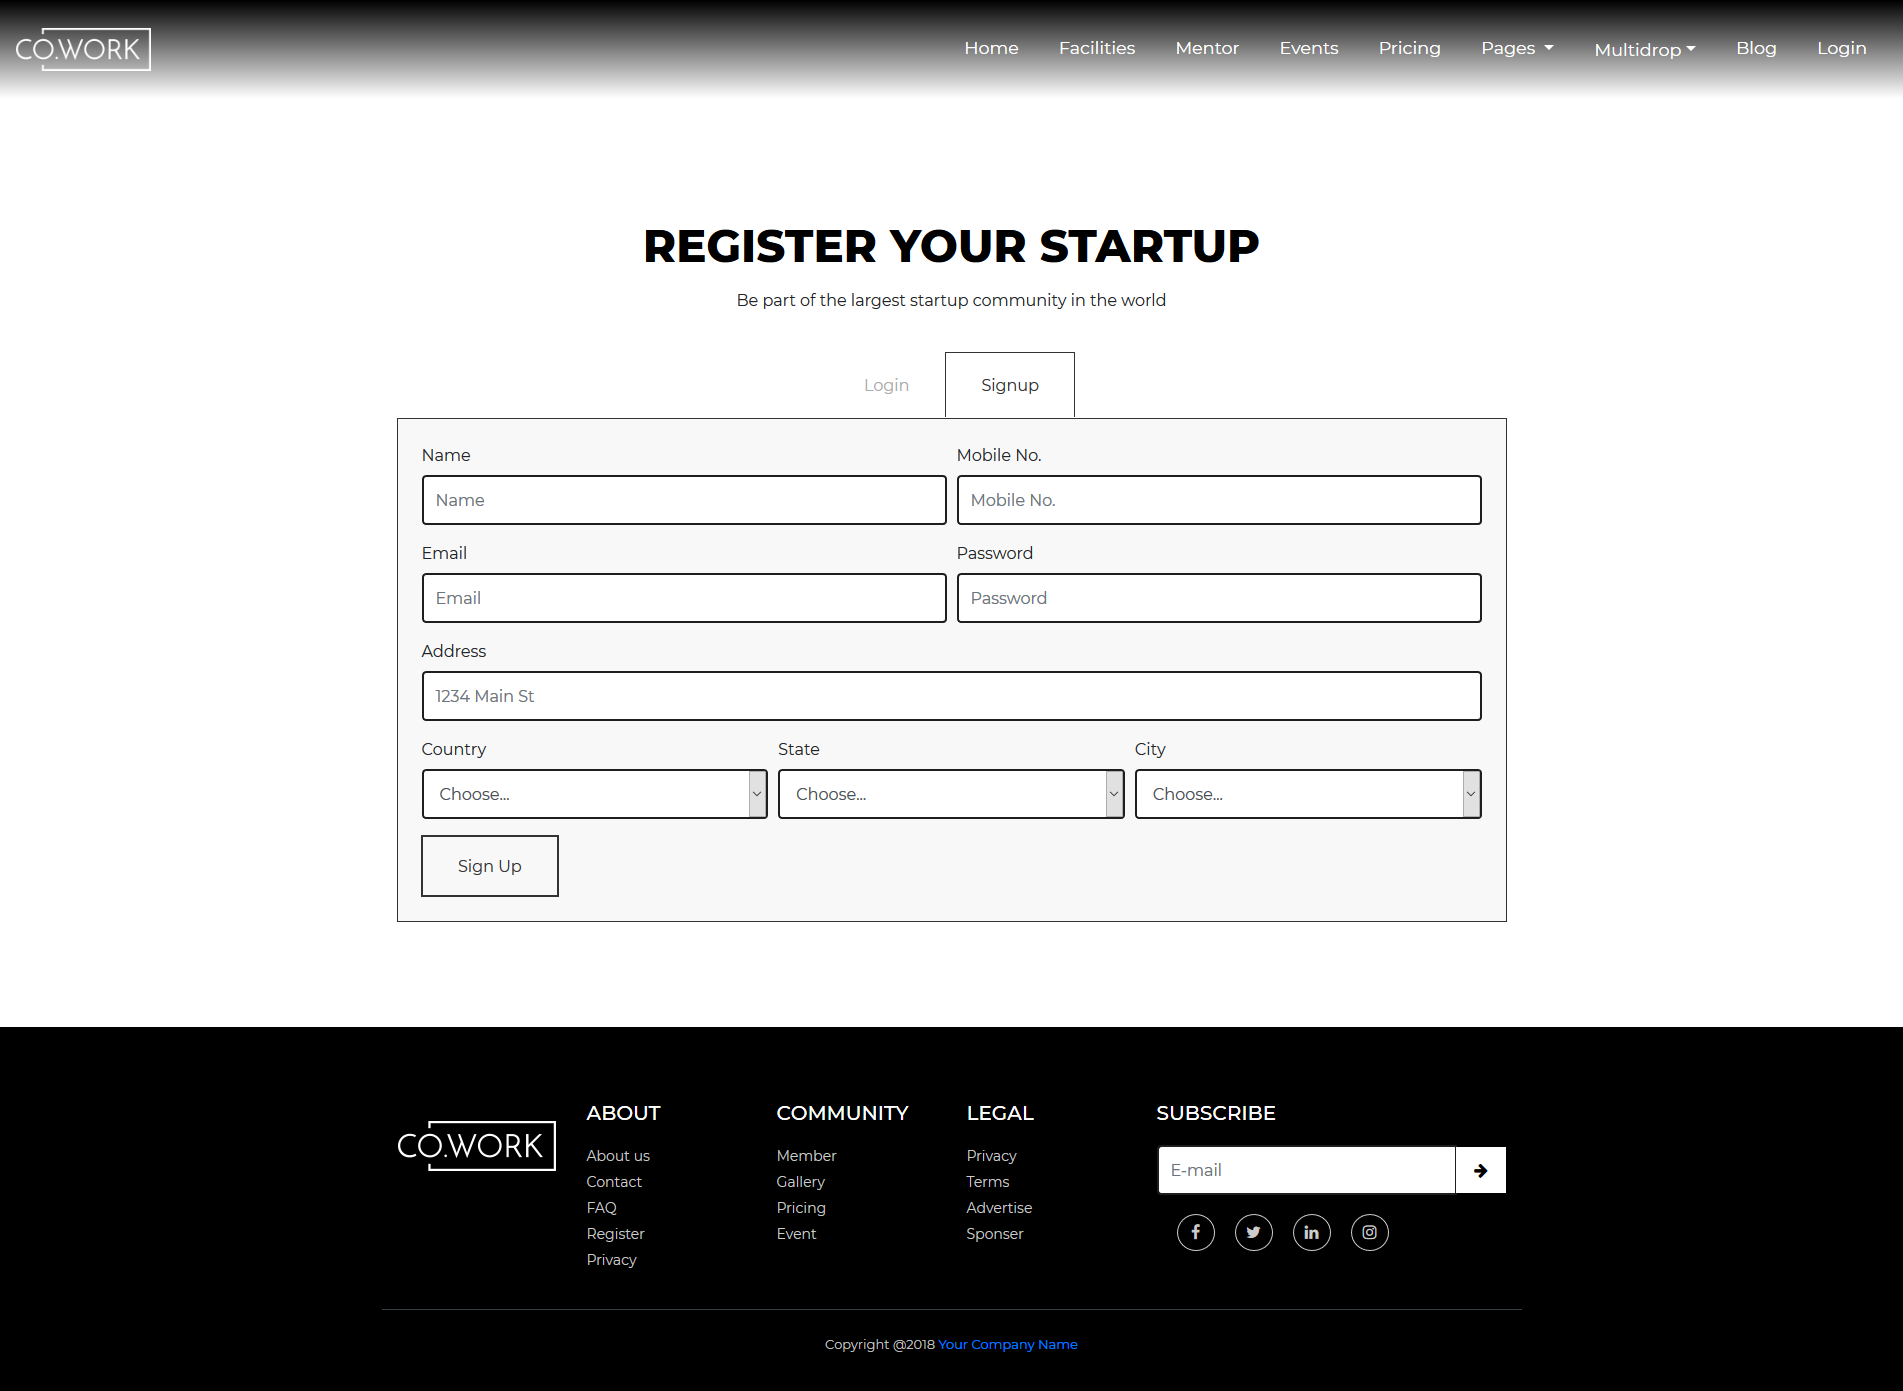 CO.WORK
Home Facilities Mentor Events Pricing Pages Multidrop Blog Login
REGISTER YOUR STARTUP
Be part of the largest startup community in the world
Login Signup
Name Mobile No.
Name Mobile No.
Email Password
Email Password
Address
1234 Main St
Country State City
Choose... Choose... Choose...
Sign Up
CO.WORK
ABOUT
About us
Contact
FAQ
Register
Privacy
COMMUNITY
Member
Gallery
Pricing
Event
LEGAL
Privacy
Terms
Advertise
Sponser
SUBSCRIBE
E-mail
Copyright @2018 Your Company Name